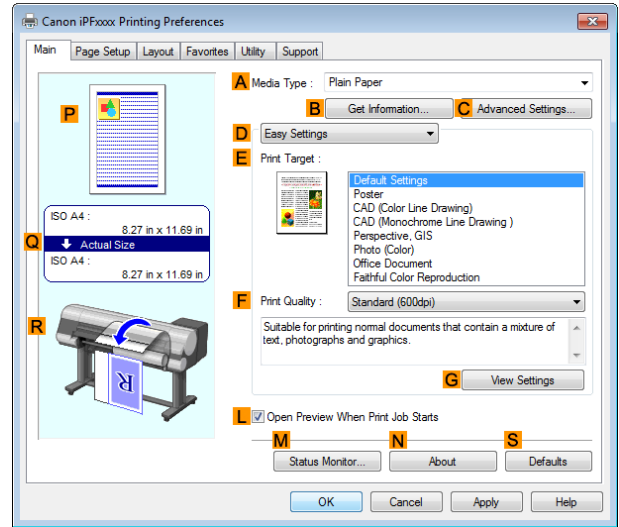 Canon iPFxxxx Printing Preferences
Main Page Setup Layout Favorites Utility Support
P
ISO A4 :
8.27 in x 11.69 in
Q Actual Size
ISO A4 :
8.27 in x 11.69 in
R
R
A Media Type : Plain Paper
B Get Information... C Advanced Settings...
D Easy Settings
E Print Target :
Default Settings
Poster
CAD (Color Line Drawing)
CAD (Monochrome Line Drawing )
Perspective, GIS
Photo (Color)
Office Document
Faithful Color Reproduction
F Print Quality : Standard (600dpi)
Suitable for printing normal documents that contain a mixture of
text, photographs and graphics.
G View Settings
L Open Preview When Print Job Starts
M N S
Status Monitor... About Defaults
OK Cancel Apply Help